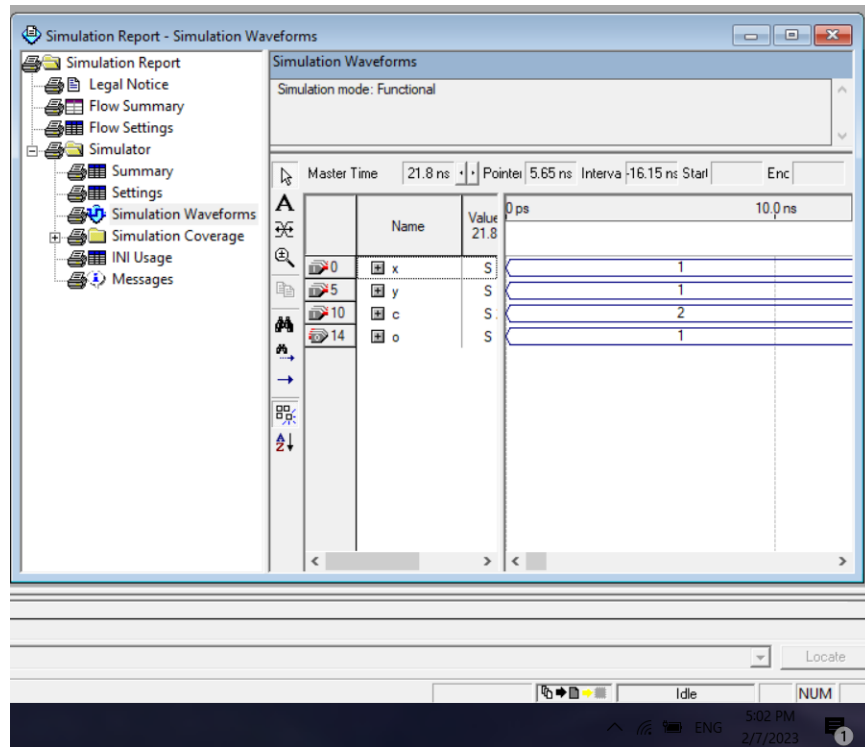 Simulation Report - Simulation Waveforms
Simulation Report
Legal Notice
Flow Summary
Flow Settings
Simulator
Summary
Settings
Simulation Waveforms
Simulation Coverage
INI Usage
Messages
Simulation Waveforms
Simulation mode: Functional
Master Time 21.8 ns Pointer 5.65 ns Interva -16.15 ns Start Enc
A
Name
Value
21.8
0 ps 10.0 ns
0 x S 1
5 y S 1
10 c S 2
14 o S 1
A
Z
Locate
Idle NUM
ENG
5:02 PM
2/7/2023
1